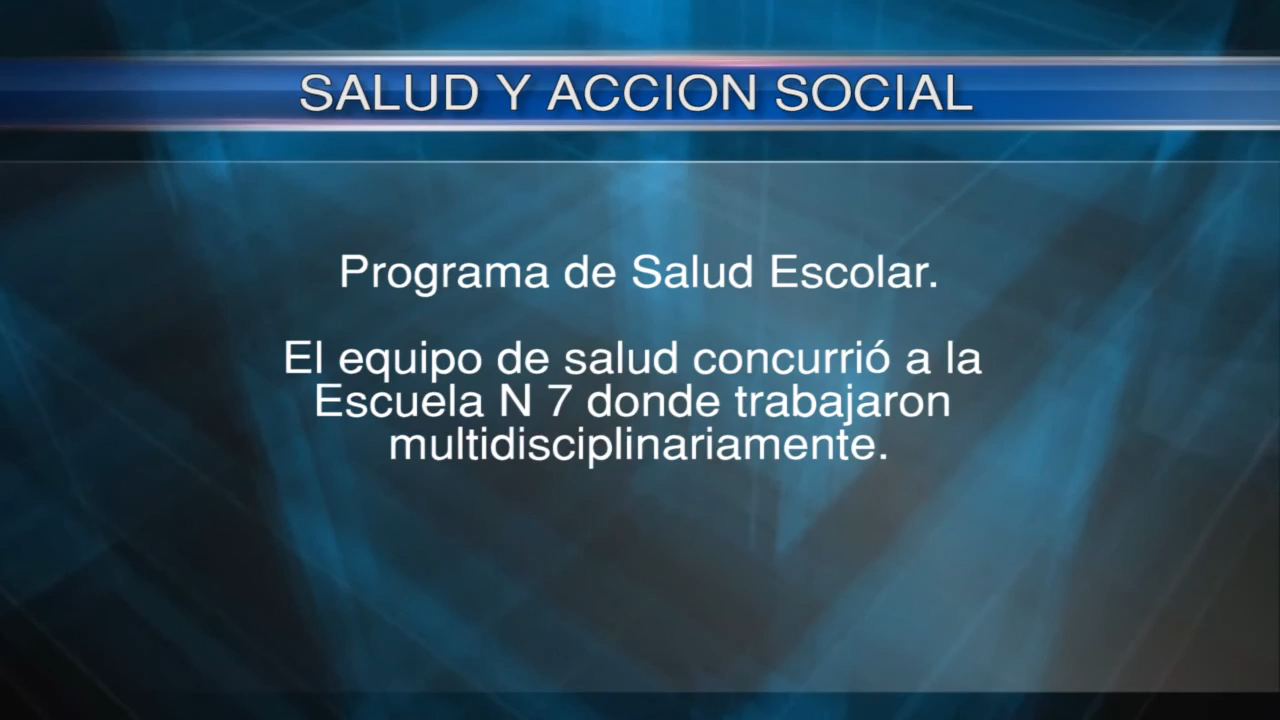 SALUD Y ACCION SOCIAL
Programa de Salud Escolar.
El equipo de salud concurrió a la
Escuela N 7 donde trabajaron
multidisciplinariamente.